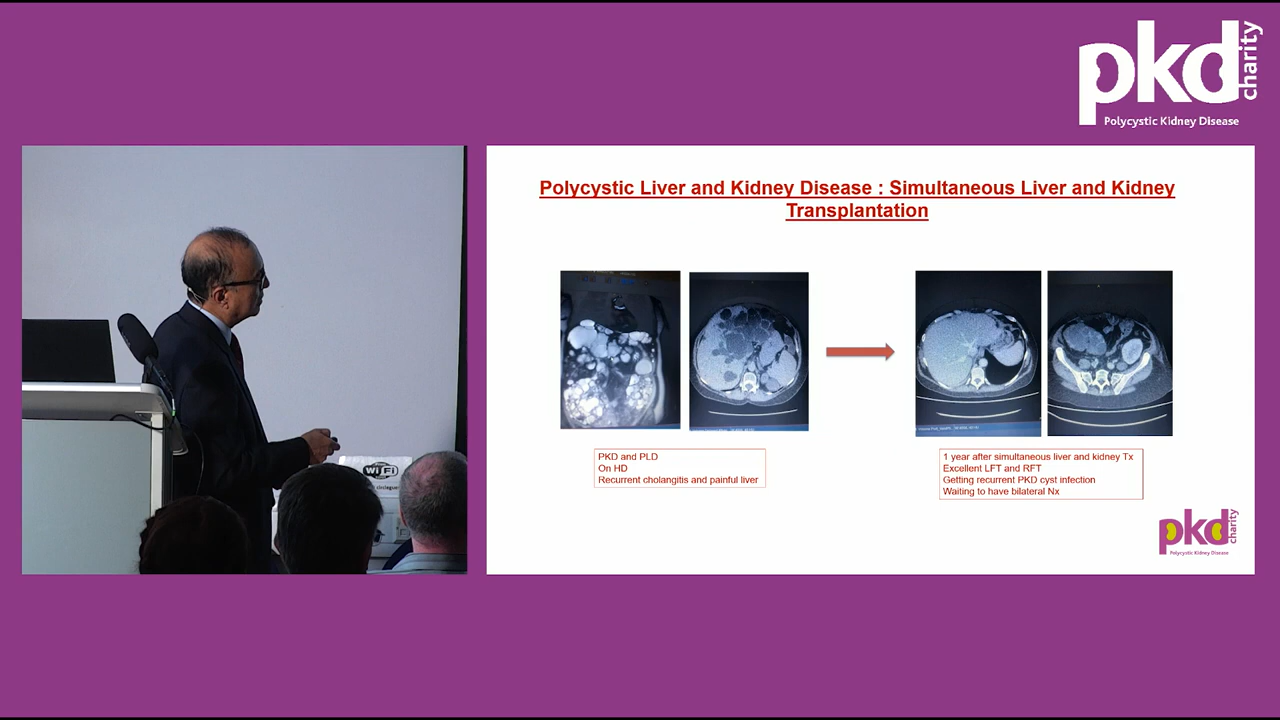 pkd
charity
Polycystic Kidney Disease
Polycystic Liver and Kidney Disease : Simultaneous Liver and Kidney
Transplantation
PKD and PLD
On HD
Recurrent cholangitis and painful liver
1 year after simultaneous liver and kidney Tx
Excellent LFT and RFT
Getting recurrent PKD cyst infection
Waiting to have bilateral Nx
WiFi
pkd
charity
Polycystic Kidney Disease